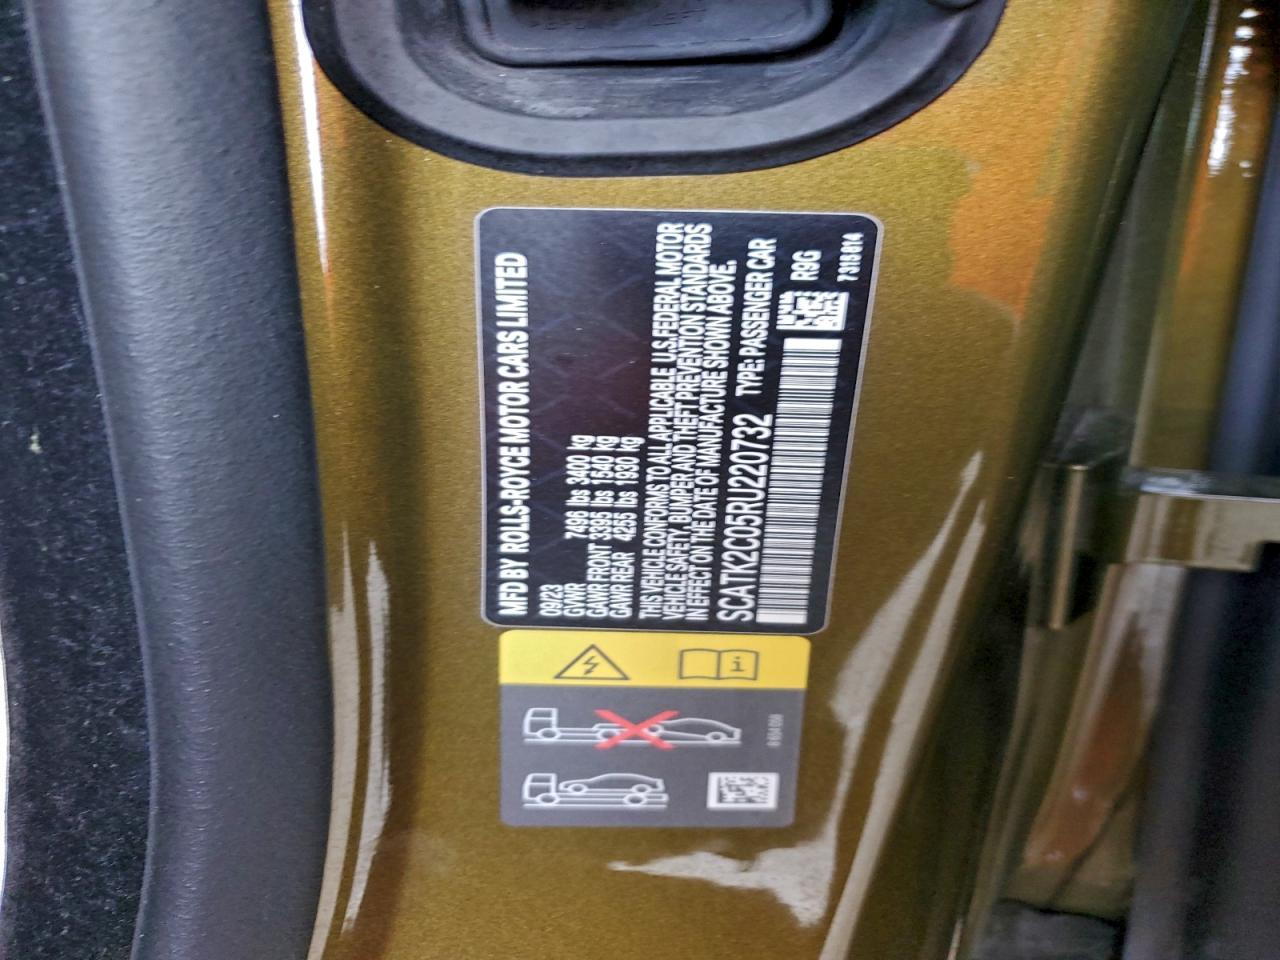 MFD BY ROLLS-ROYCE MOTOR CARS LIMITED
09/23
GVWR 7496 lbs 3400 kg
GAWR FRONT 3395 lbs 1540 kg
GAWR REAR 4255 lbs 1930 kg
THIS VEHICLE CONFORMS TO ALL APPLICABLE U.S.FEDERAL MOTOR
VEHICLE SAFETY, BUMPER AND THEFT PREVENTION STANDARDS
IN EFFECT ON THE DATE OF MANUFACTURE SHOWN ABOVE.
SCATK2C05RU220732 TYPE: PASSENGER CAR
R9G
7315814